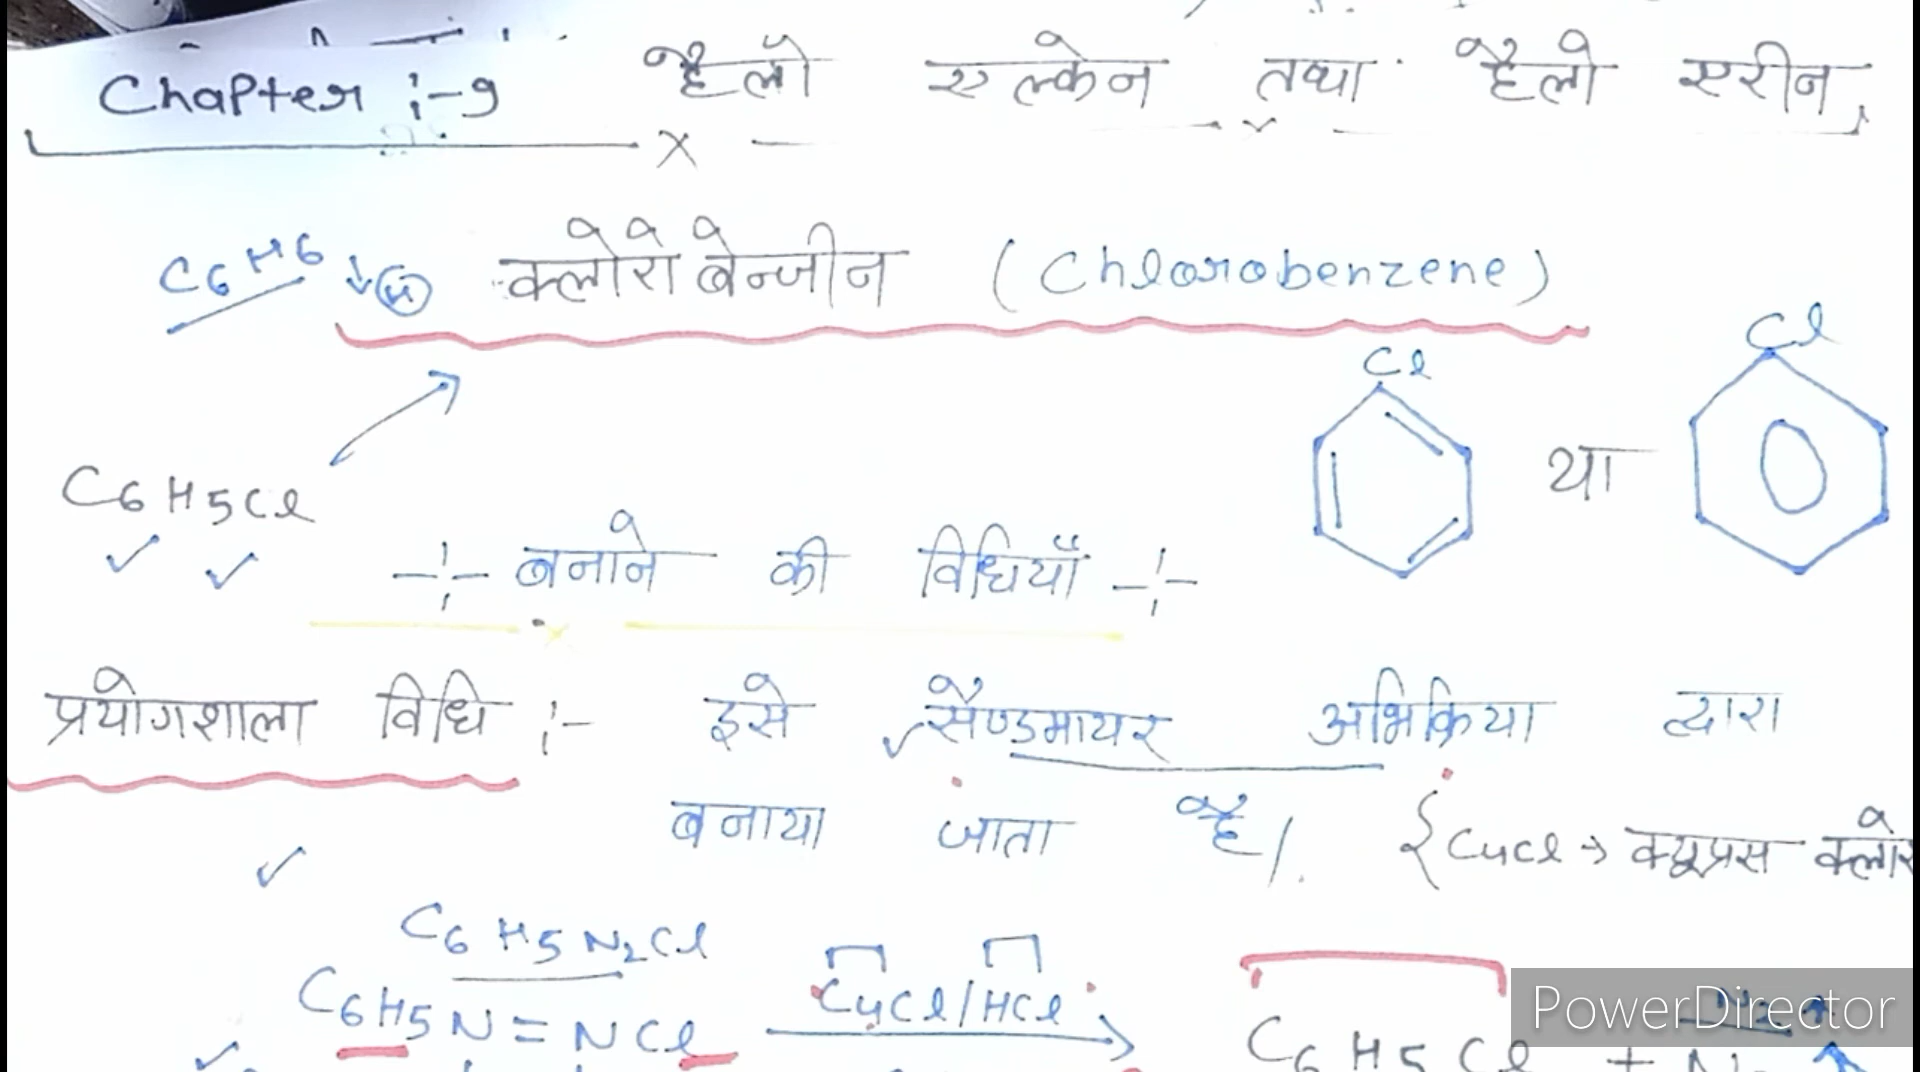 Chapter :- 9 हैलो एल्केन तथा हैलो एरीन
C6H6 ↓ (H) क्लोरो बेन्जीन (Chlorobenzene)
Cl
Cl
या
C6H5Cl
-:- बनाने की विधियाँ -:-
प्रयोगशाला विधि :- इसे सैण्डमायर अभिक्रिया द्वारा
बनाया जाता है। {CuCl → क्यूप्रस क्लोर
C6H5N2Cl
C6H5N=NCl CuCl/HCl → C6H5Cl + N2 ↑
PowerDirector